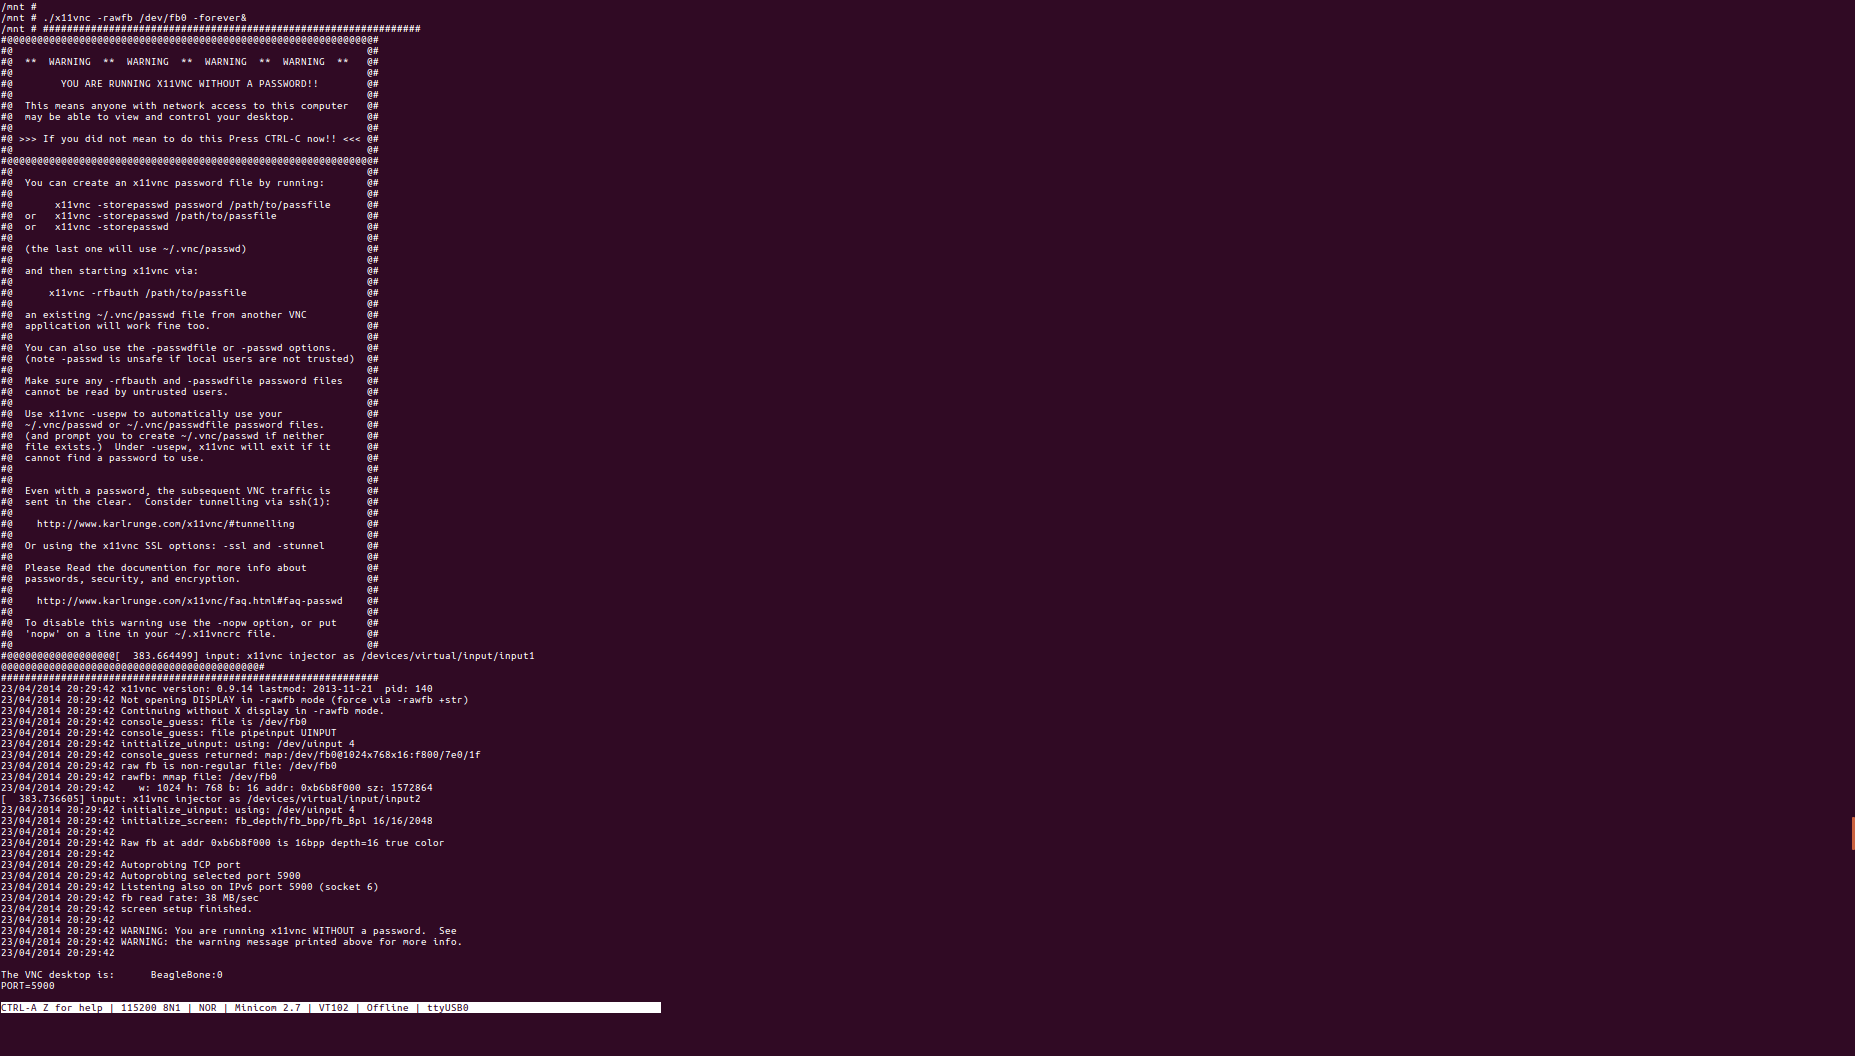 /mnt #
/mnt # ./x11vnc -rawfb /dev/fb0 -forever&
/mnt # ###############################################################
#@@@@@@@@@@@@@@@@@@@@@@@@@@@@@@@@@@@@@@@@@@@@@@@@@@@@@@@@@@@@@#
#@                                                           @#
#@  **  WARNING  **  WARNING  **  WARNING  **  WARNING  **   @#
#@                                                           @#
#@        YOU ARE RUNNING X11VNC WITHOUT A PASSWORD!!        @#
#@                                                           @#
#@  This means anyone with network access to this computer   @#
#@  may be able to view and control your desktop.            @#
#@                                                           @#
#@ >>> If you did not mean to do this Press CTRL-C now!! <<< @#
#@                                                           @#
#@@@@@@@@@@@@@@@@@@@@@@@@@@@@@@@@@@@@@@@@@@@@@@@@@@@@@@@@@@@@@#
#@                                                           @#
#@  You can create an x11vnc password file by running:       @#
#@                                                           @#
#@       x11vnc -storepasswd password /path/to/passfile      @#
#@  or   x11vnc -storepasswd /path/to/passfile               @#
#@  or   x11vnc -storepasswd                                 @#
#@                                                           @#
#@  (the last one will use ~/.vnc/passwd)                    @#
#@                                                           @#
#@  and then starting x11vnc via:                            @#
#@                                                           @#
#@      x11vnc -rfbauth /path/to/passfile                    @#
#@                                                           @#
#@  an existing ~/.vnc/passwd file from another VNC          @#
#@  application will work fine too.                          @#
#@                                                           @#
#@  You can also use the -passwdfile or -passwd options.     @#
#@  (note -passwd is unsafe if local users are not trusted)  @#
#@                                                           @#
#@  Make sure any -rfbauth and -passwdfile password files    @#
#@  cannot be read by untrusted users.                       @#
#@                                                           @#
#@  Use x11vnc -usepw to automatically use your              @#
#@  ~/.vnc/passwd or ~/.vnc/passwdfile password files.       @#
#@  (and prompt you to create ~/.vnc/passwd if neither       @#
#@  file exists.)  Under -usepw, x11vnc will exit if it      @#
#@  cannot find a password to use.                           @#
#@                                                           @#
#@                                                           @#
#@  Even with a password, the subsequent VNC traffic is      @#
#@  sent in the clear.  Consider tunnelling via ssh(1):      @#
#@                                                           @#
#@    http://www.karlrunge.com/x11vnc/#tunnelling            @#
#@                                                           @#
#@  Or using the x11vnc SSL options: -ssl and -stunnel       @#
#@                                                           @#
#@  Please Read the documention for more info about          @#
#@  passwords, security, and encryption.                     @#
#@                                                           @#
#@    http://www.karlrunge.com/x11vnc/faq.html#faq-passwd    @#
#@                                                           @#
#@  To disable this warning use the -nopw option, or put     @#
#@  'nopw' on a line in your ~/.x11vncrc file.               @#
#@                                                           @#
#@@@@@@@@@@@@@@@@@@[  383.664499] input: x11vnc injector as /devices/virtual/input/input1
@@@@@@@@@@@@@@@@@@@@@@@@@@@@@@@@@@@@@@@@@@@#
###############################################################
23/04/2014 20:29:42 x11vnc version: 0.9.14 lastmod: 2013-11-21  pid: 140
23/04/2014 20:29:42 Not opening DISPLAY in -rawfb mode (force via -rawfb +str)
23/04/2014 20:29:42 Continuing without X display in -rawfb mode.
23/04/2014 20:29:42 console_guess: file is /dev/fb0
23/04/2014 20:29:42 console_guess: file pipeinput UINPUT
23/04/2014 20:29:42 initialize_uinput: using: /dev/uinput 4
23/04/2014 20:29:42 console_guess returned: map:/dev/fb0@1024x768x16:f800/7e0/1f
23/04/2014 20:29:42 raw fb is non-regular file: /dev/fb0
23/04/2014 20:29:42 rawfb: mmap file: /dev/fb0
23/04/2014 20:29:42    w: 1024 h: 768 b: 16 addr: 0xb6b8f000 sz: 1572864
[  383.736605] input: x11vnc injector as /devices/virtual/input/input2
23/04/2014 20:29:42 initialize_uinput: using: /dev/uinput 4
23/04/2014 20:29:42 initialize_screen: fb_depth/fb_bpp/fb_Bpl 16/16/2048
23/04/2014 20:29:42
23/04/2014 20:29:42 Raw fb at addr 0xb6b8f000 is 16bpp depth=16 true color
23/04/2014 20:29:42
23/04/2014 20:29:42 Autoprobing TCP port
23/04/2014 20:29:42 Autoprobing selected port 5900
23/04/2014 20:29:42 Listening also on IPv6 port 5900 (socket 6)
23/04/2014 20:29:42 fb read rate: 38 MB/sec
23/04/2014 20:29:42 screen setup finished.
23/04/2014 20:29:42
23/04/2014 20:29:42 WARNING: You are running x11vnc WITHOUT a password.  See
23/04/2014 20:29:42 WARNING: the warning message printed above for more info.
23/04/2014 20:29:42

The VNC desktop is:      BeagleBone:0
PORT=5900

CTRL-A Z for help | 115200 8N1 | NOR | Minicom 2.7 | VT102 | Offline | ttyUSB0